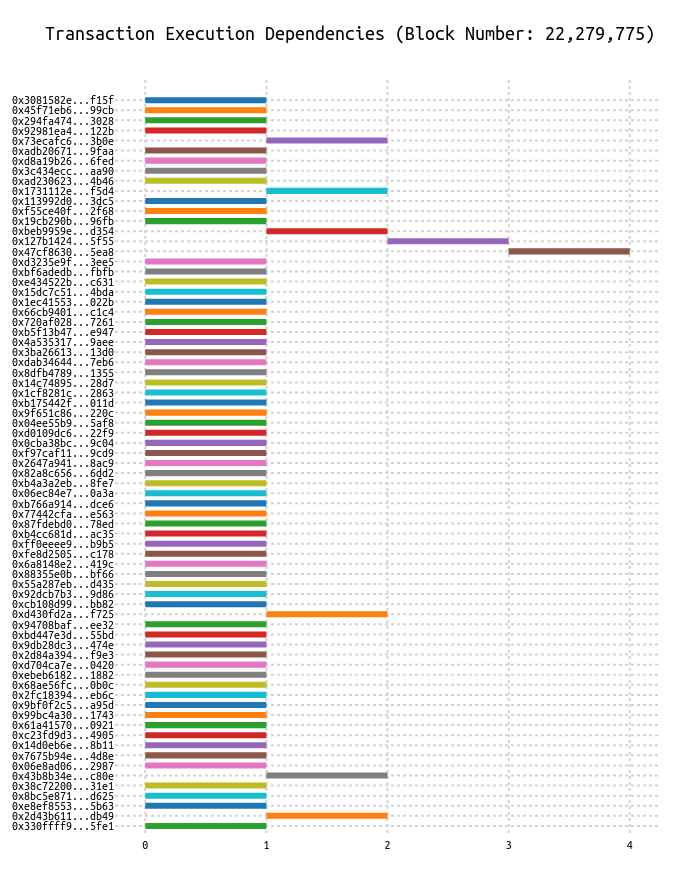 Transaction Execution Dependencies (Block Number: 22,279,775)
0x3081582e...f15f
0x45f71eb6...99cb
0x294fa474...3028
0x92981ea4...122b
0x73ecafc6...3b0e
0xadb20671...9faa
0xd8a19b26...6fed
0x3c434ecc...aa90
0xad230623...4b46
0x1731112e...f5d4
0x113992d0...3dc5
0xf55ce40f...2f68
0x19cb290b...96fb
0xbeb9959e...d354
0x127b1424...5f55
0x47cf8630...5ea8
0xd3235e9f...3ee5
0xbf6adedb...fbfb
0xe434522b...c631
0x15dc7c51...4bda
0x1ec41553...022b
0x66cb9401...c1c4
0x720af028...7261
0xb5f13b47...e947
0x4a535317...9aee
0x3ba26613...13d0
0xdab34644...7eb6
0x8dfb4789...1355
0x14c74895...28d7
0x1cf8281c...2863
0xb175442f...011d
0x9f651c86...220c
0x04ee55b9...5af8
0xd0109dc6...22f9
0x0cba38bc...9c04
0xf97caf11...9cd9
0x2647a941...8ac9
0x82a8c656...6dd2
0xb4a3a2eb...8fe7
0x06ec84e7...0a3a
0xb766a914...dce6
0x77442cfa...e563
0x87fdebd0...78ed
0xb4cc681d...ac35
0xff0eeee9...b9b5
0xfe8d2505...c178
0x6a8148e2...419c
0x88355e0b...bf66
0x55a287eb...d435
0x92dcb7b3...9d86
0xcb108d99...bb82
0xd430fd2a...f725
0x94708baf...ee32
0xbd447e3d...55bd
0x9db28dc3...474e
0x2d84a394...f9e3
0xd704ca7e...0420
0xebeb6182...1882
0x68ae56fc...0b0c
0x2fc18394...eb6c
0x9bf0f2c5...a95d
0x99bc4a30...1743
0x61a41570...0921
0xc23fd9d3...4905
0x14d0eb6e...8b11
0x7675b94e...4d8e
0x06e8ad06...2987
0x43b8b34e...c80e
0x38c72200...31e1
0x8bc5e871...d625
0xe8ef8553...5b63
0x2d43b611...db49
0x330ffff9...5fe1
0 1 2 3 4